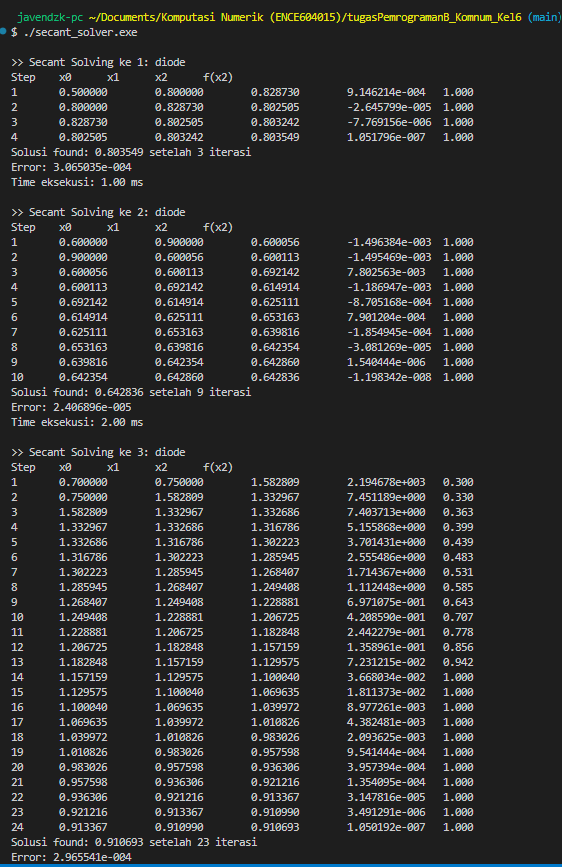 javendzk-pc ~/Documents/Komputasi Numerik (ENCE604015)/tugasPemrogramanB_Komnum_Kel6 (main)
$ ./secant_solver.exe
>> Secant Solving ke 1: diode
Step x0 x1 x2 f(x2)
1 0.500000 0.800000 0.828730 9.146214e-004 1.000
2 0.800000 0.828730 0.802505 -2.645799e-005 1.000
3 0.828730 0.802505 0.803242 -7.769156e-006 1.000
4 0.802505 0.803242 0.803549 1.051796e-007 1.000
Solusi found: 0.803549 setelah 3 iterasi
Error: 3.065035e-004
Time eksekusi: 1.00 ms
>> Secant Solving ke 2: diode
Step x0 x1 x2 f(x2)
1 0.600000 0.900000 0.600056 -1.496384e-003 1.000
2 0.900000 0.600056 0.600113 -1.495469e-003 1.000
3 0.600056 0.600113 0.692142 7.802563e-003 1.000
4 0.600113 0.692142 0.614914 -1.186947e-003 1.000
5 0.692142 0.614914 0.625111 -8.705168e-004 1.000
6 0.614914 0.625111 0.653163 7.901204e-004 1.000
7 0.625111 0.653163 0.639816 -1.854945e-004 1.000
8 0.653163 0.639816 0.642354 -3.081269e-005 1.000
9 0.639816 0.642354 0.642860 1.540444e-006 1.000
10 0.642354 0.642860 0.642836 -1.198342e-008 1.000
Solusi found: 0.642836 setelah 9 iterasi
Error: 2.406896e-005
Time eksekusi: 2.00 ms
>> Secant Solving ke 3: diode
Step x0 x1 x2 f(x2)
1 0.700000 0.750000 1.582809 2.194678e+003 0.300
2 0.750000 1.582809 1.332967 7.451189e+000 0.330
3 1.582809 1.332967 1.332686 7.403713e+000 0.363
4 1.332967 1.332686 1.316786 5.155868e+000 0.399
5 1.332686 1.316786 1.302223 3.701431e+000 0.439
6 1.316786 1.302223 1.285945 2.555486e+000 0.483
7 1.302223 1.285945 1.268407 1.714367e+000 0.531
8 1.285945 1.268407 1.249408 1.112448e+000 0.585
9 1.268407 1.249408 1.228881 6.971075e-001 0.643
10 1.249408 1.228881 1.206725 4.208590e-001 0.707
11 1.228881 1.206725 1.182848 2.442279e-001 0.778
12 1.206725 1.182848 1.157159 1.358961e-001 0.856
13 1.182848 1.157159 1.129575 7.231215e-002 0.942
14 1.157159 1.129575 1.100040 3.668034e-002 1.000
15 1.129575 1.100040 1.069635 1.811373e-002 1.000
16 1.100040 1.069635 1.039972 8.977261e-003 1.000
17 1.069635 1.039972 1.010826 4.382481e-003 1.000
18 1.039972 1.010826 0.983026 2.093625e-003 1.000
19 1.010826 0.983026 0.957598 9.541444e-004 1.000
20 0.983026 0.957598 0.936306 3.957394e-004 1.000
21 0.957598 0.936306 0.921216 1.354095e-004 1.000
22 0.936306 0.921216 0.913367 3.147816e-005 1.000
23 0.921216 0.913367 0.910990 3.491291e-006 1.000
24 0.913367 0.910990 0.910693 1.050192e-007 1.000
Solusi found: 0.910693 setelah 23 iterasi
Error: 2.965541e-004